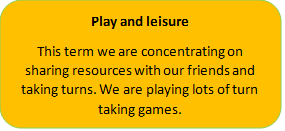 Play and leisure
This term we are concentrating on
sharing resources with our friends and
taking turns. We are playing lots of turn
taking games.